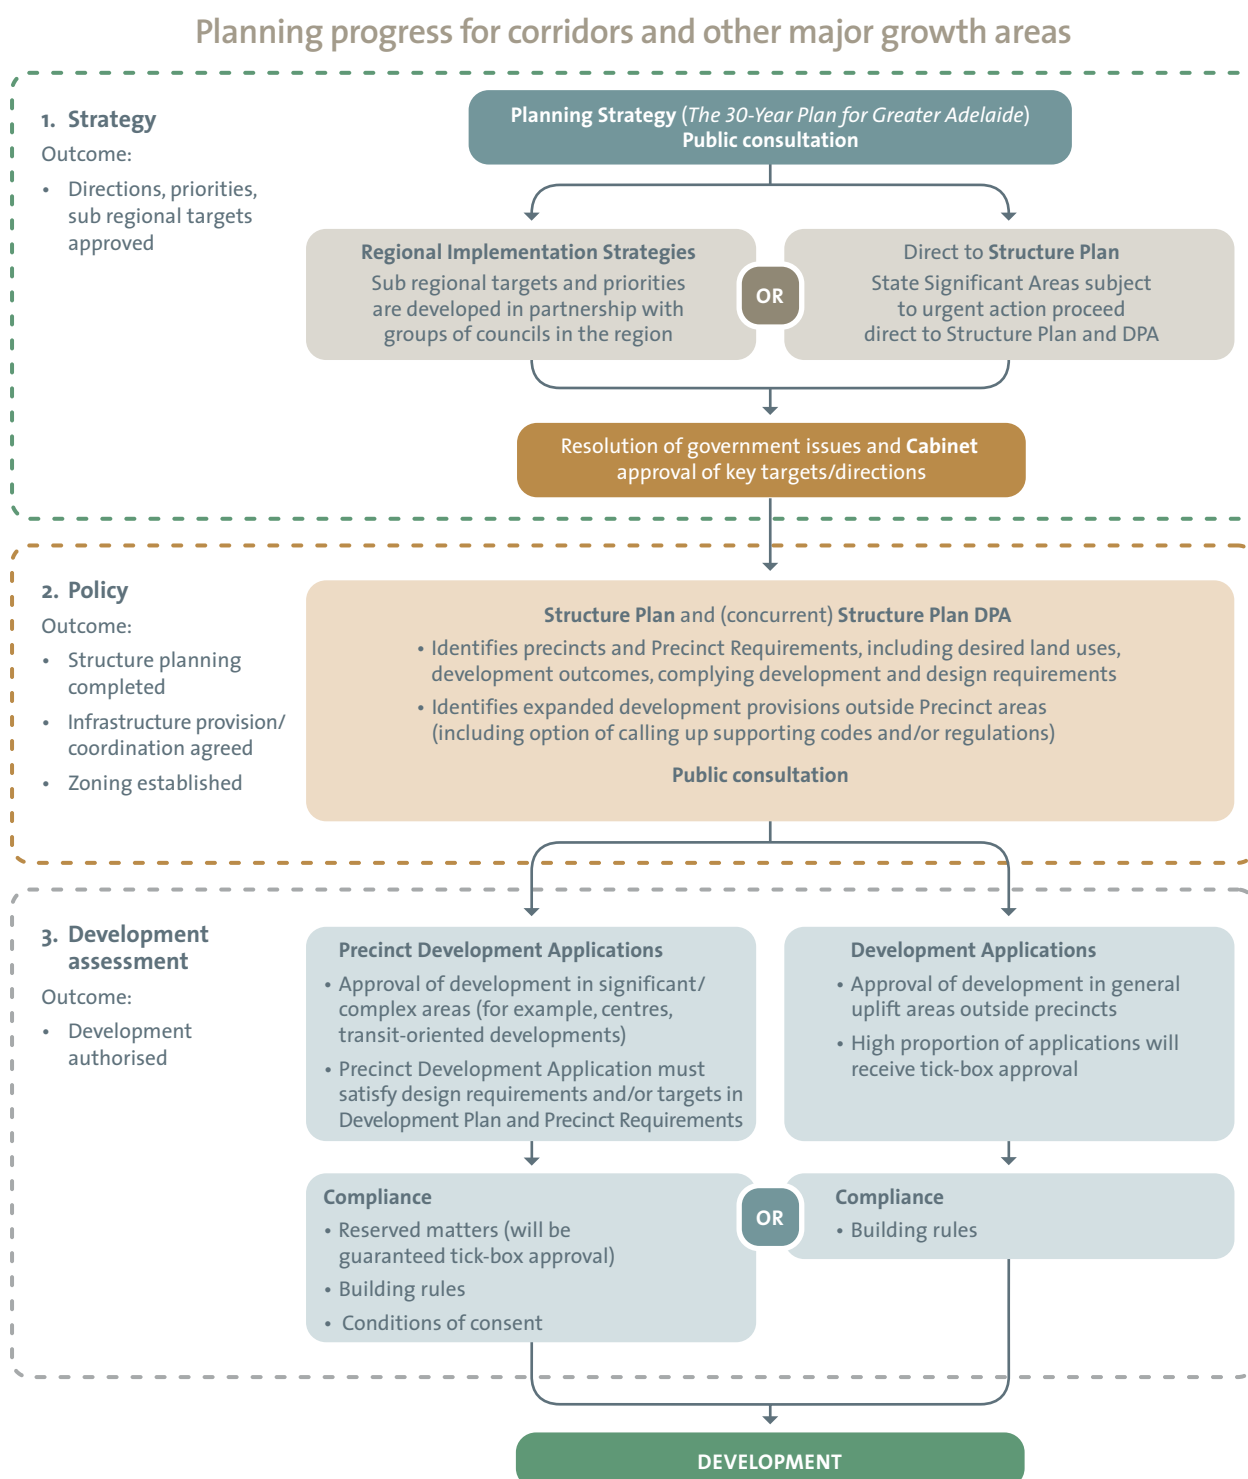 Planning progress for corridors and other major growth areas
1. Strategy
Outcome:
• Directions, priorities,
sub regional targets
approved
Planning Strategy (The 30-Year Plan for Greater Adelaide)
Public consultation
Regional Implementation Strategies
Sub regional targets and priorities
are developed in partnership with
groups of councils in the region
OR
Direct to Structure Plan
State Significant Areas subject
to urgent action proceed
direct to Structure Plan and DPA
Resolution of government issues and Cabinet
approval of key targets/directions
2. Policy
Outcome:
• Structure planning
completed
• Infrastructure provision/
coordination agreed
• Zoning established
Structure Plan and (concurrent) Structure Plan DPA
• Identifies precincts and Precinct Requirements, including desired land uses,
development outcomes, complying development and design requirements
• Identifies expanded development provisions outside Precinct areas
(including option of calling up supporting codes and/or regulations)
Public consultation
3. Development
assessment
Outcome:
• Development
authorised
Precinct Development Applications
• Approval of development in significant/
complex areas (for example, centres,
transit-oriented developments)
• Precinct Development Application must
satisfy design requirements and/or targets in
Development Plan and Precinct Requirements
Development Applications
• Approval of development in general
uplift areas outside precincts
• High proportion of applications will
receive tick-box approval
Compliance
• Reserved matters (will be
guaranteed tick-box approval)
• Building rules
• Conditions of consent
OR
Compliance
• Building rules
DEVELOPMENT